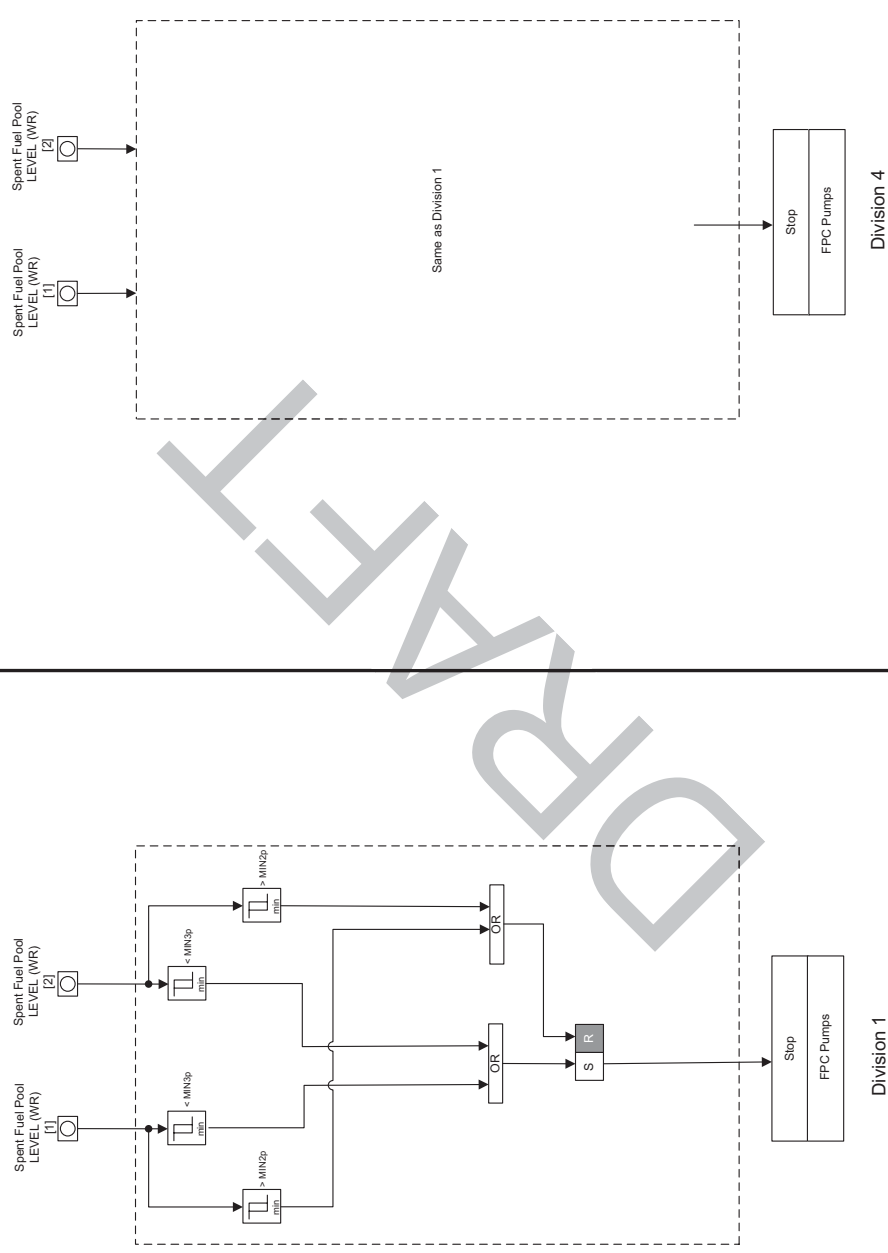 Spent Fuel Pool
LEVEL (WR)
[1]
Spent Fuel Pool
LEVEL (WR)
[2]
> MIN2p
min
< MIN3p
min
< MIN3p
min
> MIN2p
min
OR
OR
S
R
Stop
FPC Pumps
Division 1
Spent Fuel Pool
LEVEL (WR)
[1]
Spent Fuel Pool
LEVEL (WR)
[2]
Same as Division 1
Stop
FPC Pumps
Division 4
DRAFT